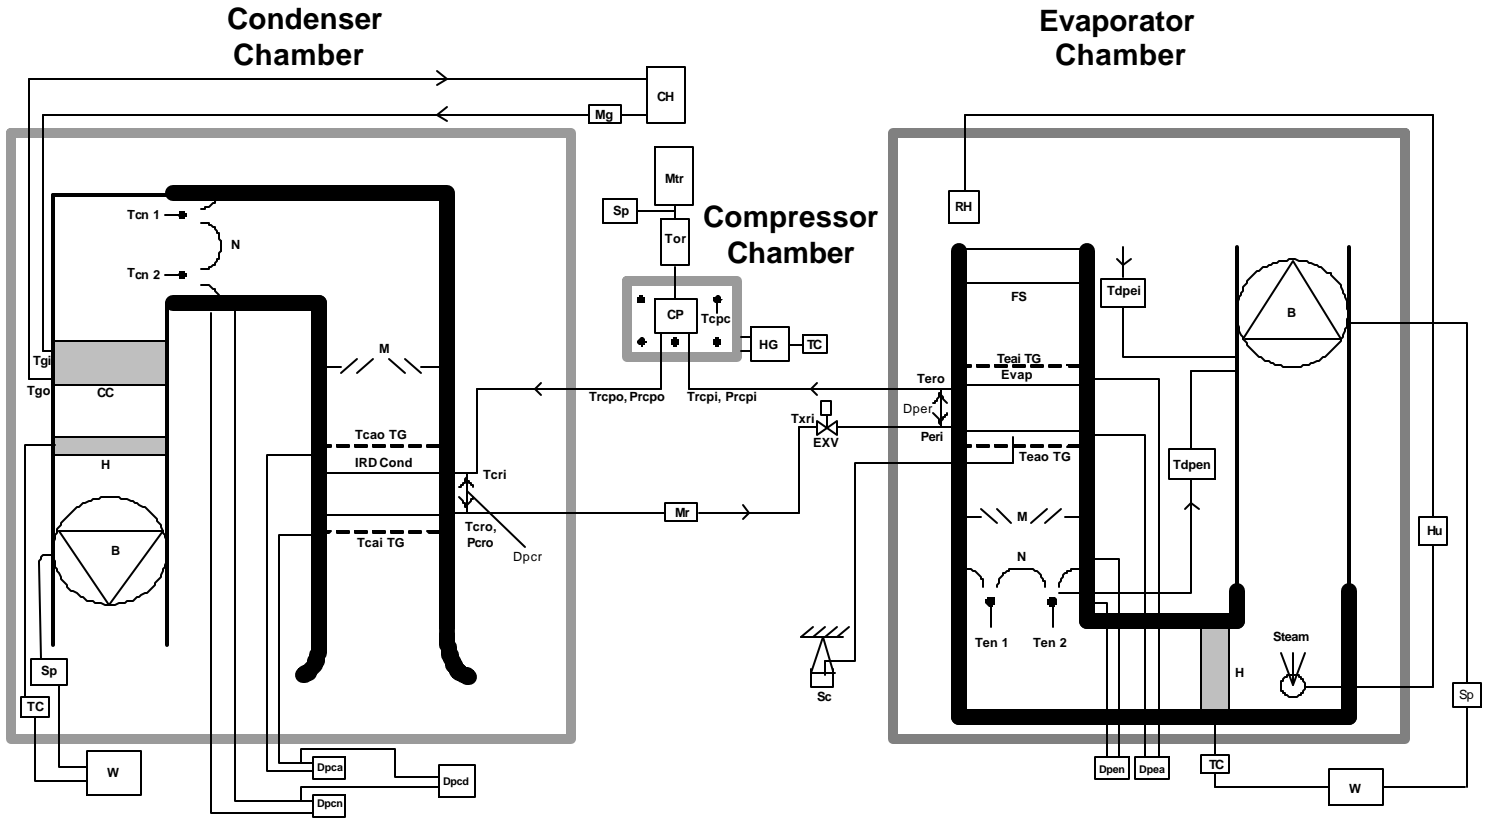 Condenser
Chamber
Evaporator
Chamber
CH
Mg
Mtr
Sp
Tor
Compressor
Chamber
CP
Tcpc
HG
TC
Tcn 1
Tcn 2
N
Tgi
Tgo
CC
H
B
Sp
TC
W
M
Tcao TG
IRD Cond
Tcai TG
Tcri
Tcro,
Pcro
Dpcr
Dpca
Dpcn
Dpcd
Trcpo, Prcpo
Trcpi, Prcpi
Txri
EXV
Mr
Sc
RH
FS
Teai TG
Evap
Teao TG
Tero
Dper
Peri
M
N
Ten 1
Ten 2
Tdpei
Tdpen
B
Hu
Steam
H
Sp
Dpen
Dpea
TC
W